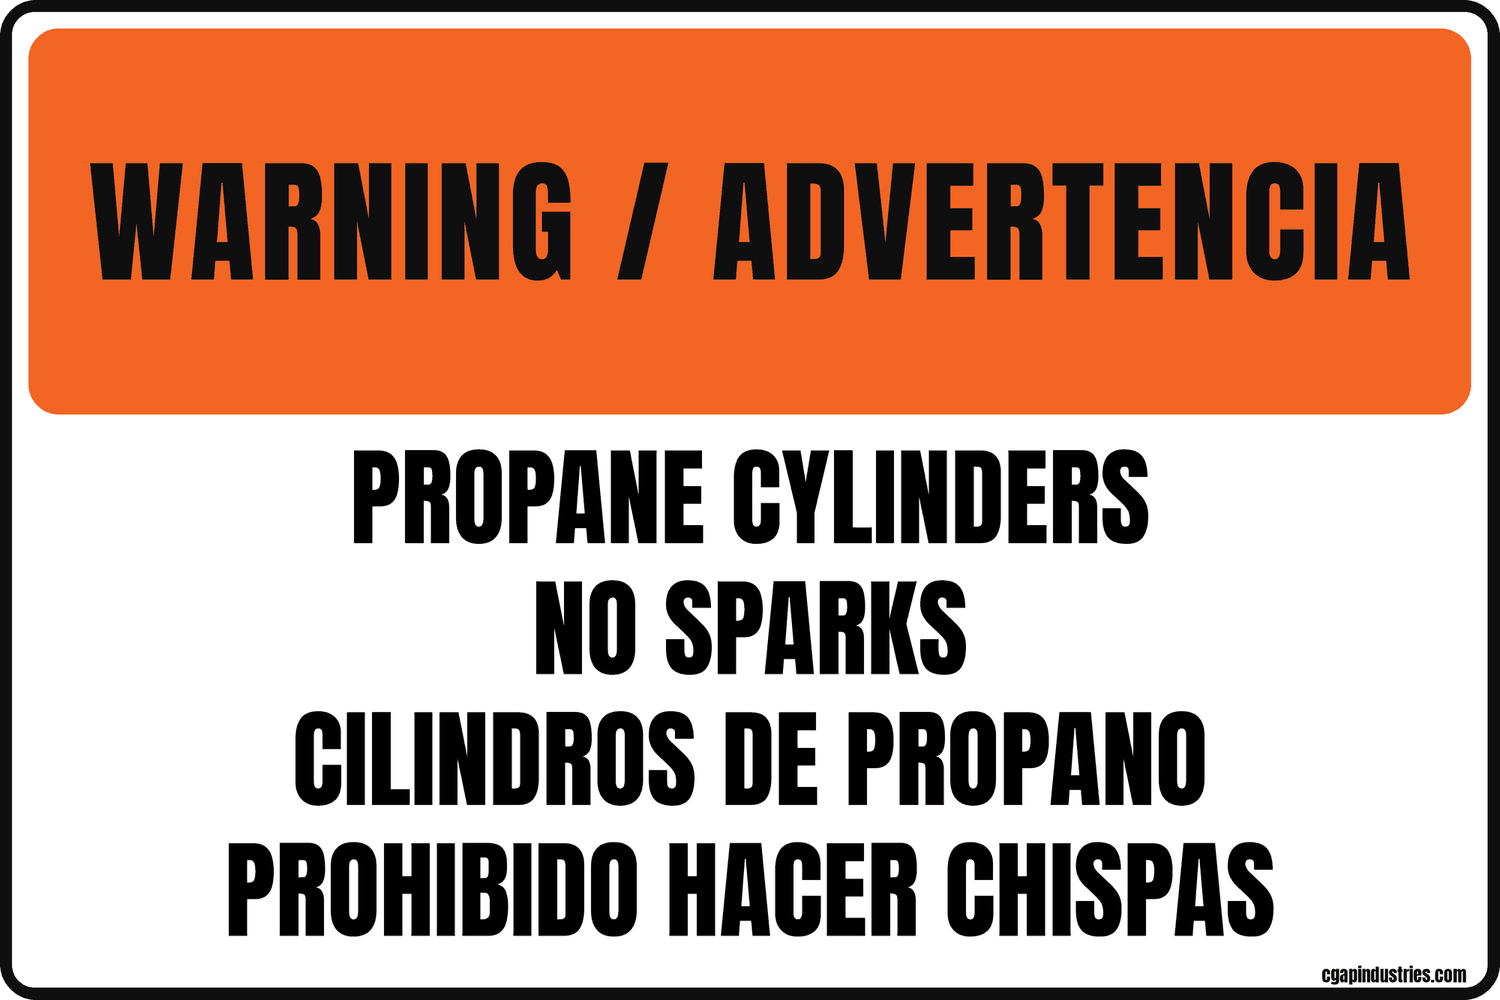 WARNING / ADVERTENCIA
PROPANE CYLINDERS
NO SPARKS
CILINDROS DE PROPANO
PROHIBIDO HACER CHISPAS
cgapindustries.com